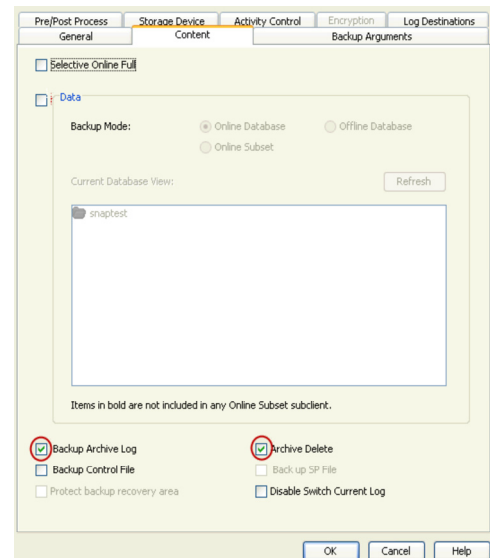 Pre/Post Process Storage Device Activity Control Encryption Log Destinations
General Content Backup Arguments
Selective Online Full
Data
Backup Mode: Online Database Offline Database
Online Subset
Current Database View: Refresh
snaptest
Items in bold are not included in any Online Subset subclient.
Backup Archive Log Archive Delete
Backup Control File Back up SP File
Protect backup recovery area Disable Switch Current Log
OK Cancel Help